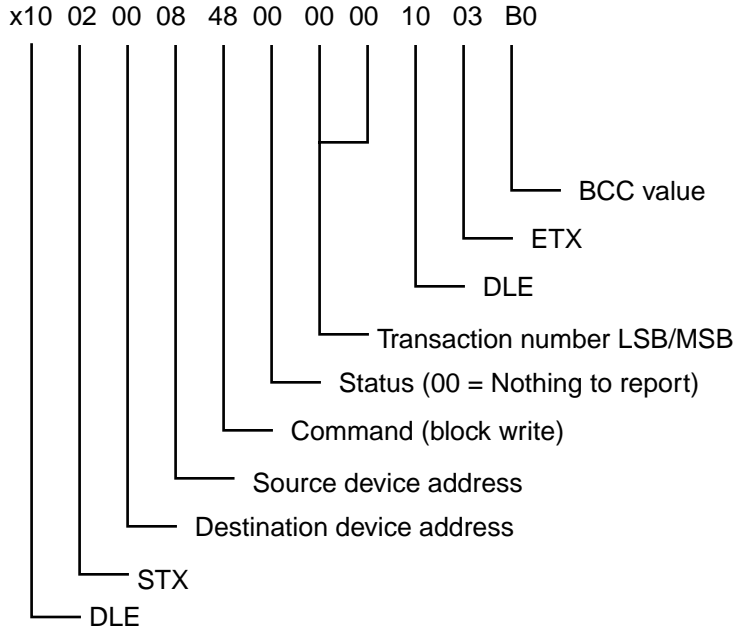 x10 02 00 08 48 00 00 00 10 03 B0
BCC value
ETX
DLE
Transaction number LSB/MSB
Status (00 = Nothing to report)
Command (block write)
Source device address
Destination device address
STX
DLE